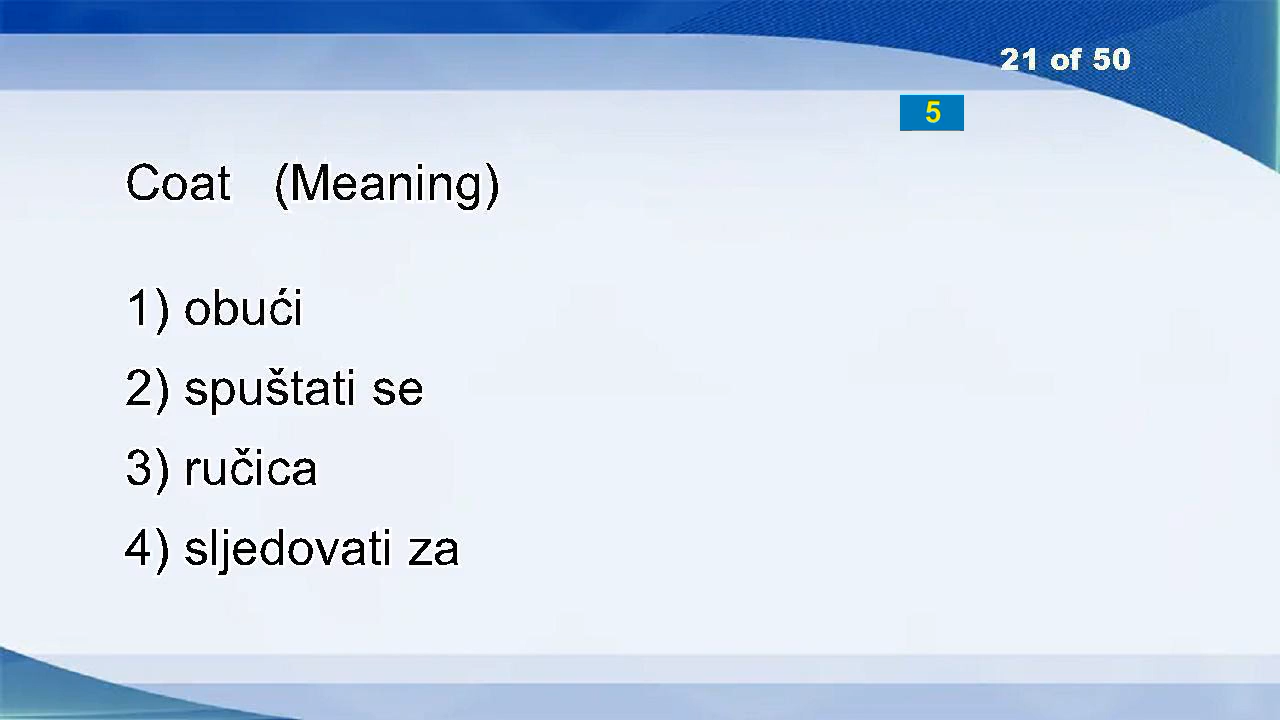 21 of 50
5
Coat (Meaning)
1) obući
2) spuštati se
3) ručica
4) sljedovati za